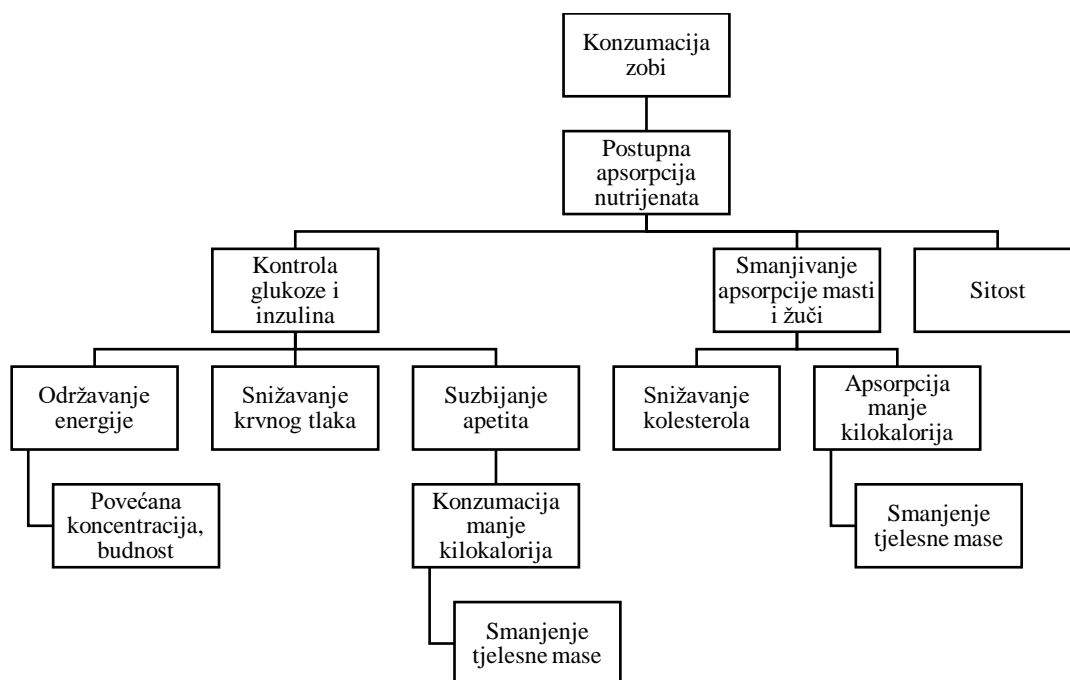 Konzumacija
zobi
Postupna
apsorpcija
nutrijenata
Kontrola
glukoze i
inzulina
Smanjivanje
apsorpcije masti
i žuči
Sitost
Održavanje
energije
Snižavanje
krvnog tlaka
Suzbijanje
apetita
Snižavanje
kolesterola
Apsorpcija
manje
kilokalorija
Povećana
koncentracija,
budnost
Konzumacija
manje
kilokalorija
Smanjenje
tjelesne mase
Smanjenje
tjelesne mase